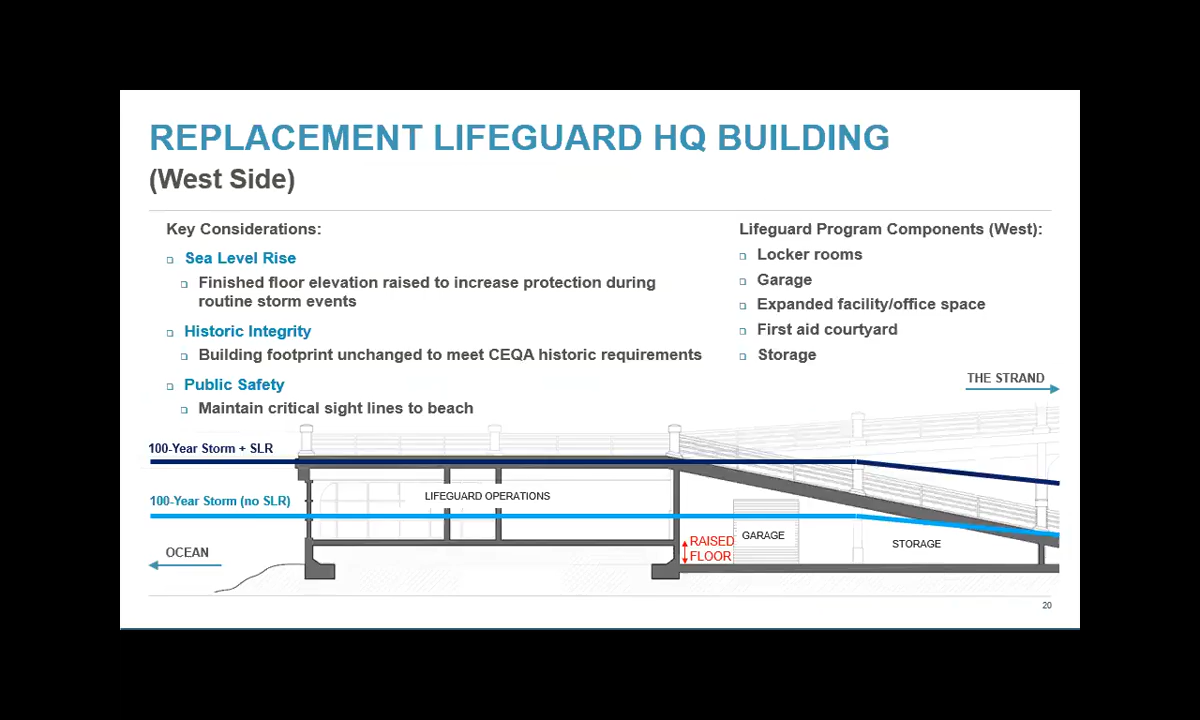 REPLACEMENT LIFEGUARD HQ BUILDING
(West Side)
Key Considerations:
Sea Level Rise
Finished floor elevation raised to increase protection during
routine storm events
Historic Integrity
Building footprint unchanged to meet CEQA historic requirements
Public Safety
Maintain critical sight lines to beach
Lifeguard Program Components (West):
Locker rooms
Garage
Expanded facility/office space
First aid courtyard
Storage
THE STRAND
100-Year Storm + SLR
LIFEGUARD OPERATIONS
100-Year Storm (no SLR)
OCEAN
RAISED
FLOOR
GARAGE
STORAGE
20